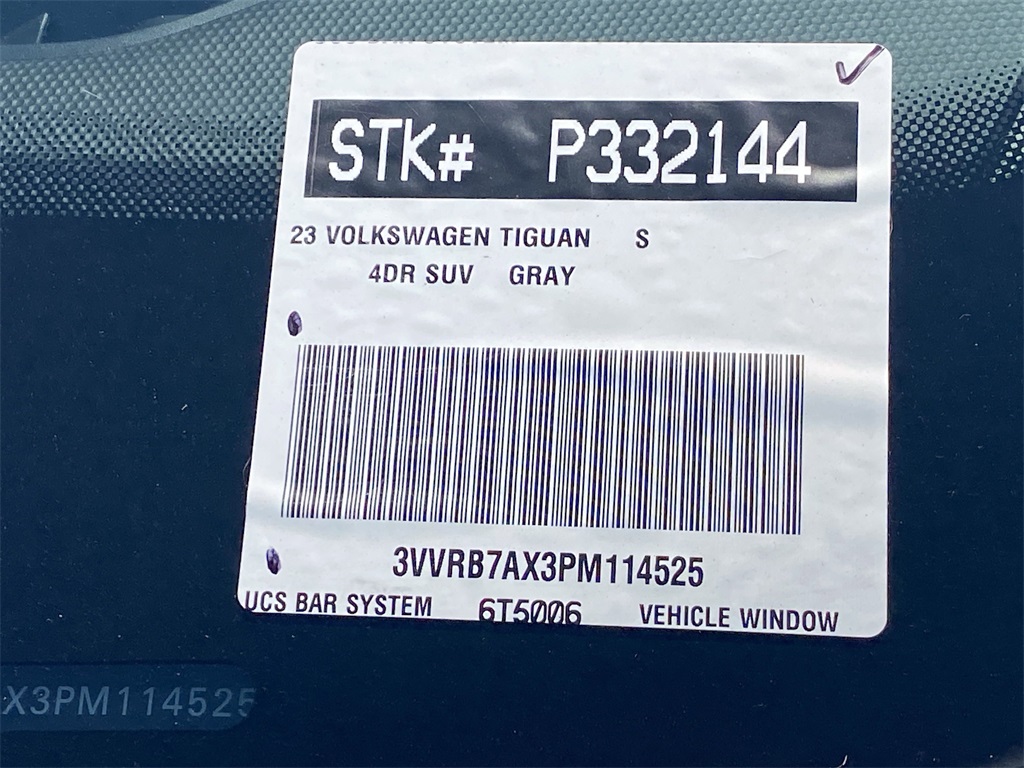 STK# P332144
23 VOLKSWAGEN TIGUAN S
4DR SUV GRAY
3VVRB7AX3PM114525
UCS BAR SYSTEM 6T5006 VEHICLE WINDOW
X3PM114525